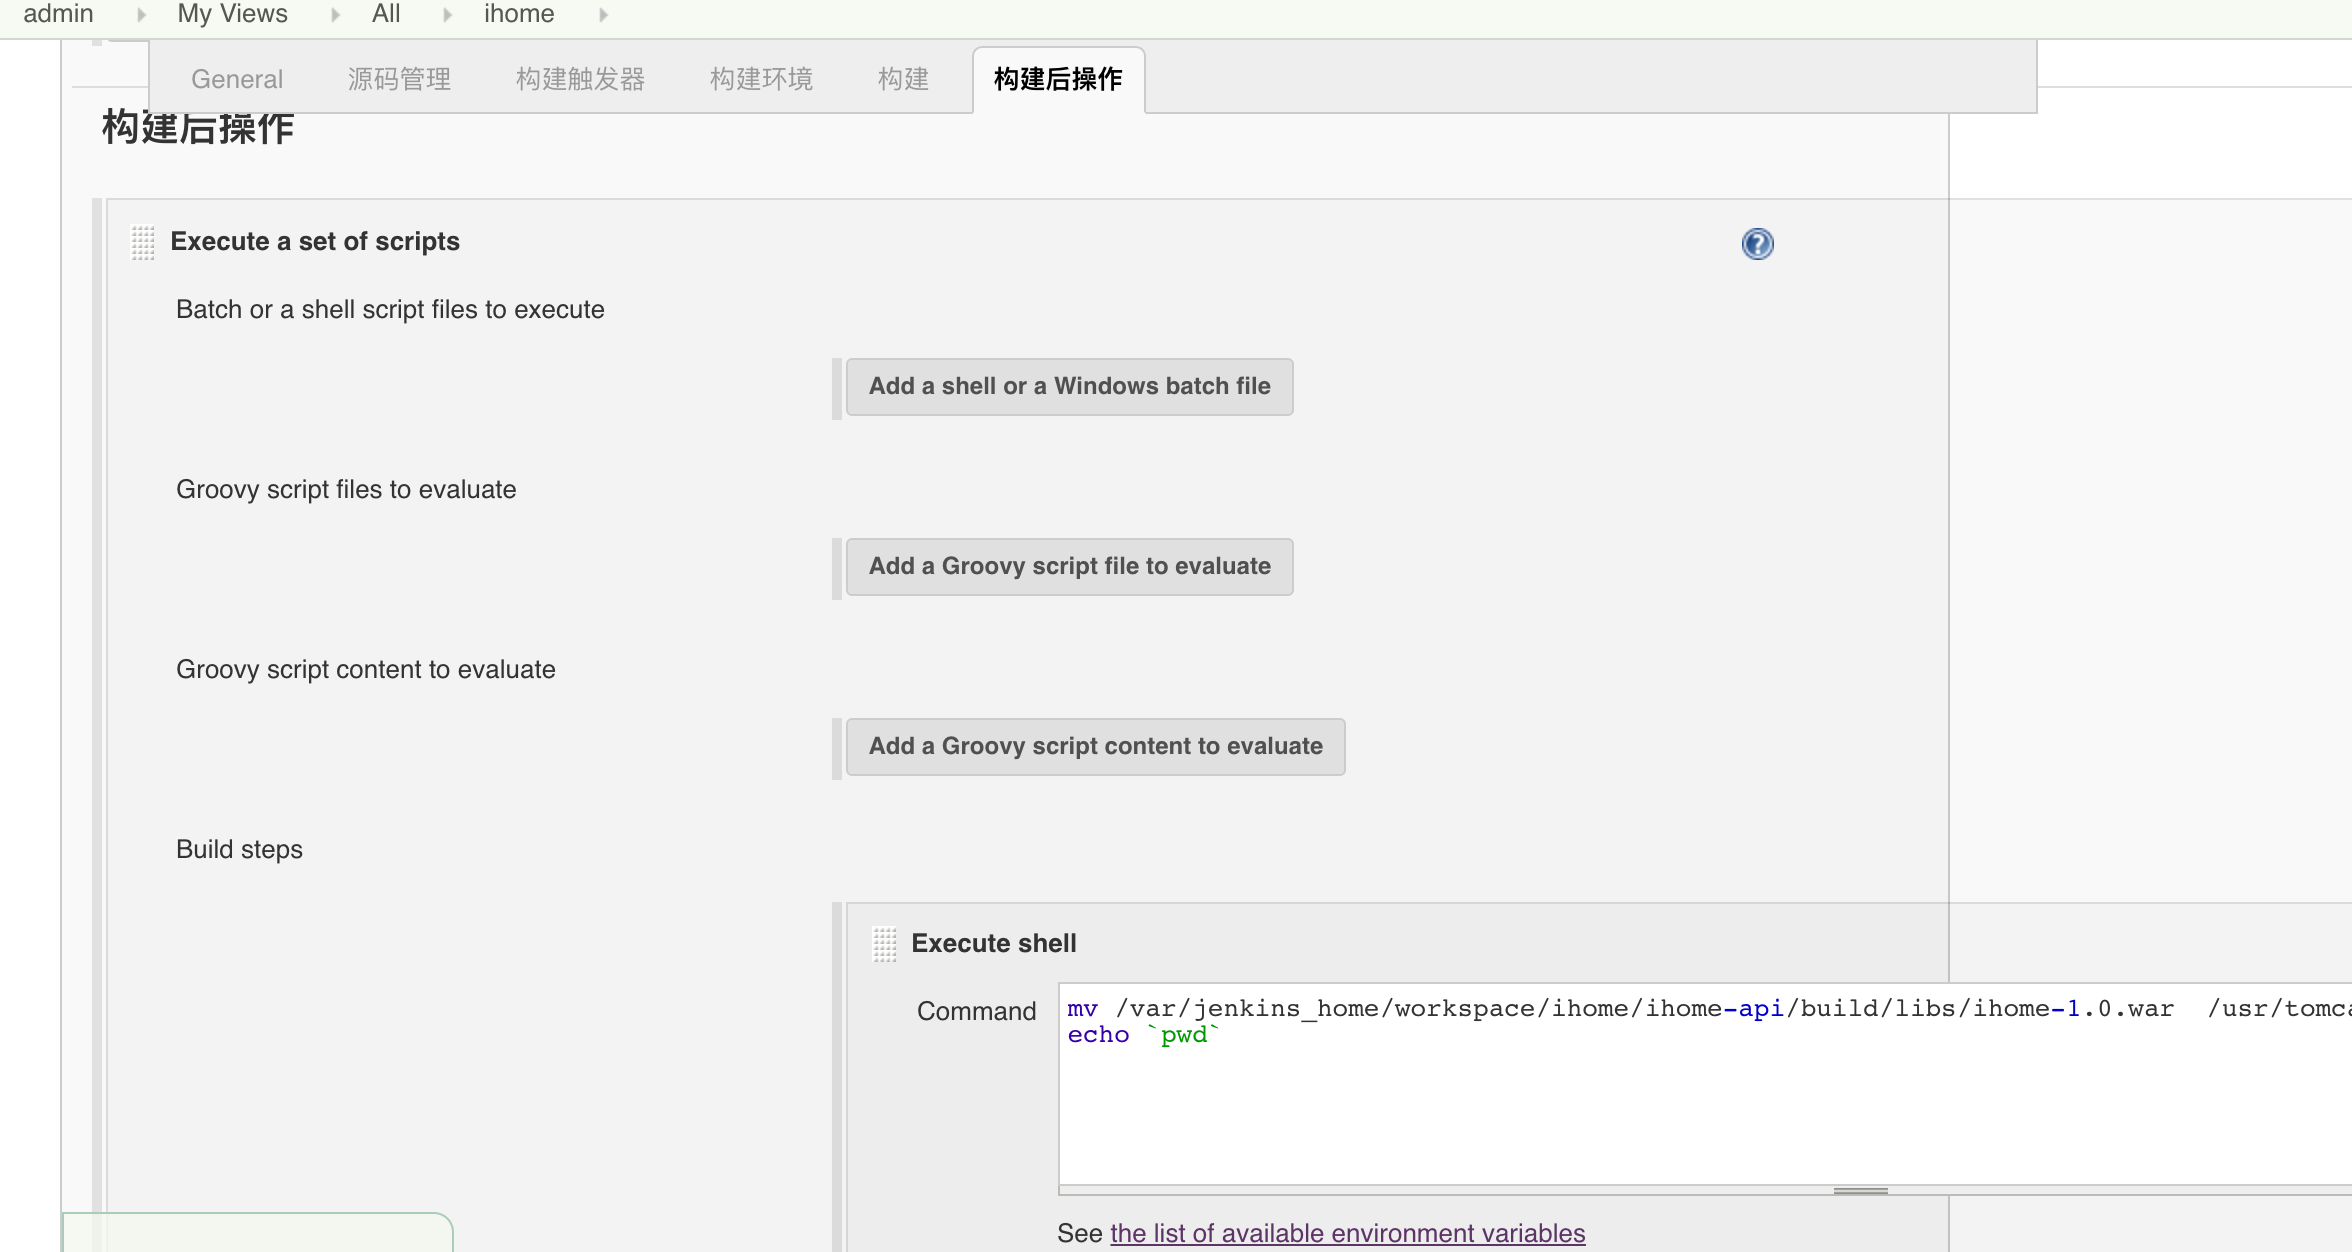 admin My Views All ihome
General 源码管理 构建触发器 构建环境 构建 构建后操作
构建后操作
Execute a set of scripts
Batch or a shell script files to execute
Add a shell or a Windows batch file
Groovy script files to evaluate
Add a Groovy script file to evaluate
Groovy script content to evaluate
Add a Groovy script content to evaluate
Build steps
Execute shell
Command
mv /var/jenkins_home/workspace/ihome/ihome-api/build/libs/ihome-1.0.war /usr/tomca
echo `pwd`
See the list of available environment variables